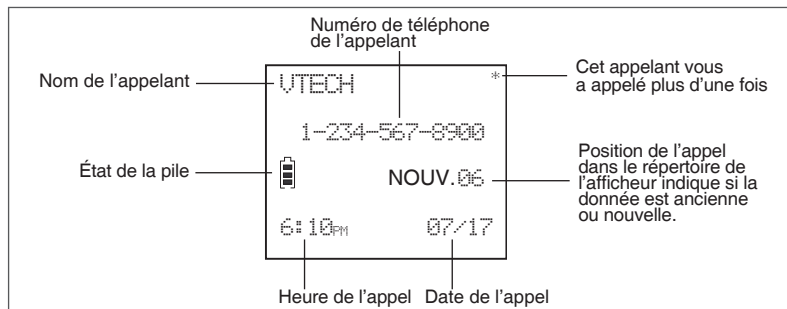 Numéro de téléphone
de l'appelant
Nom de l'appelant
VTECH
*
Cet appelant vous
a appelé plus d'une fois
1-234-567-8900
État de la pile
NOUV.06
Position de l'appel
dans le répertoire de
l'afficheur indique si la
donnée est ancienne
ou nouvelle.
6:10PM
07/17
Heure de l'appel
Date de l'appel